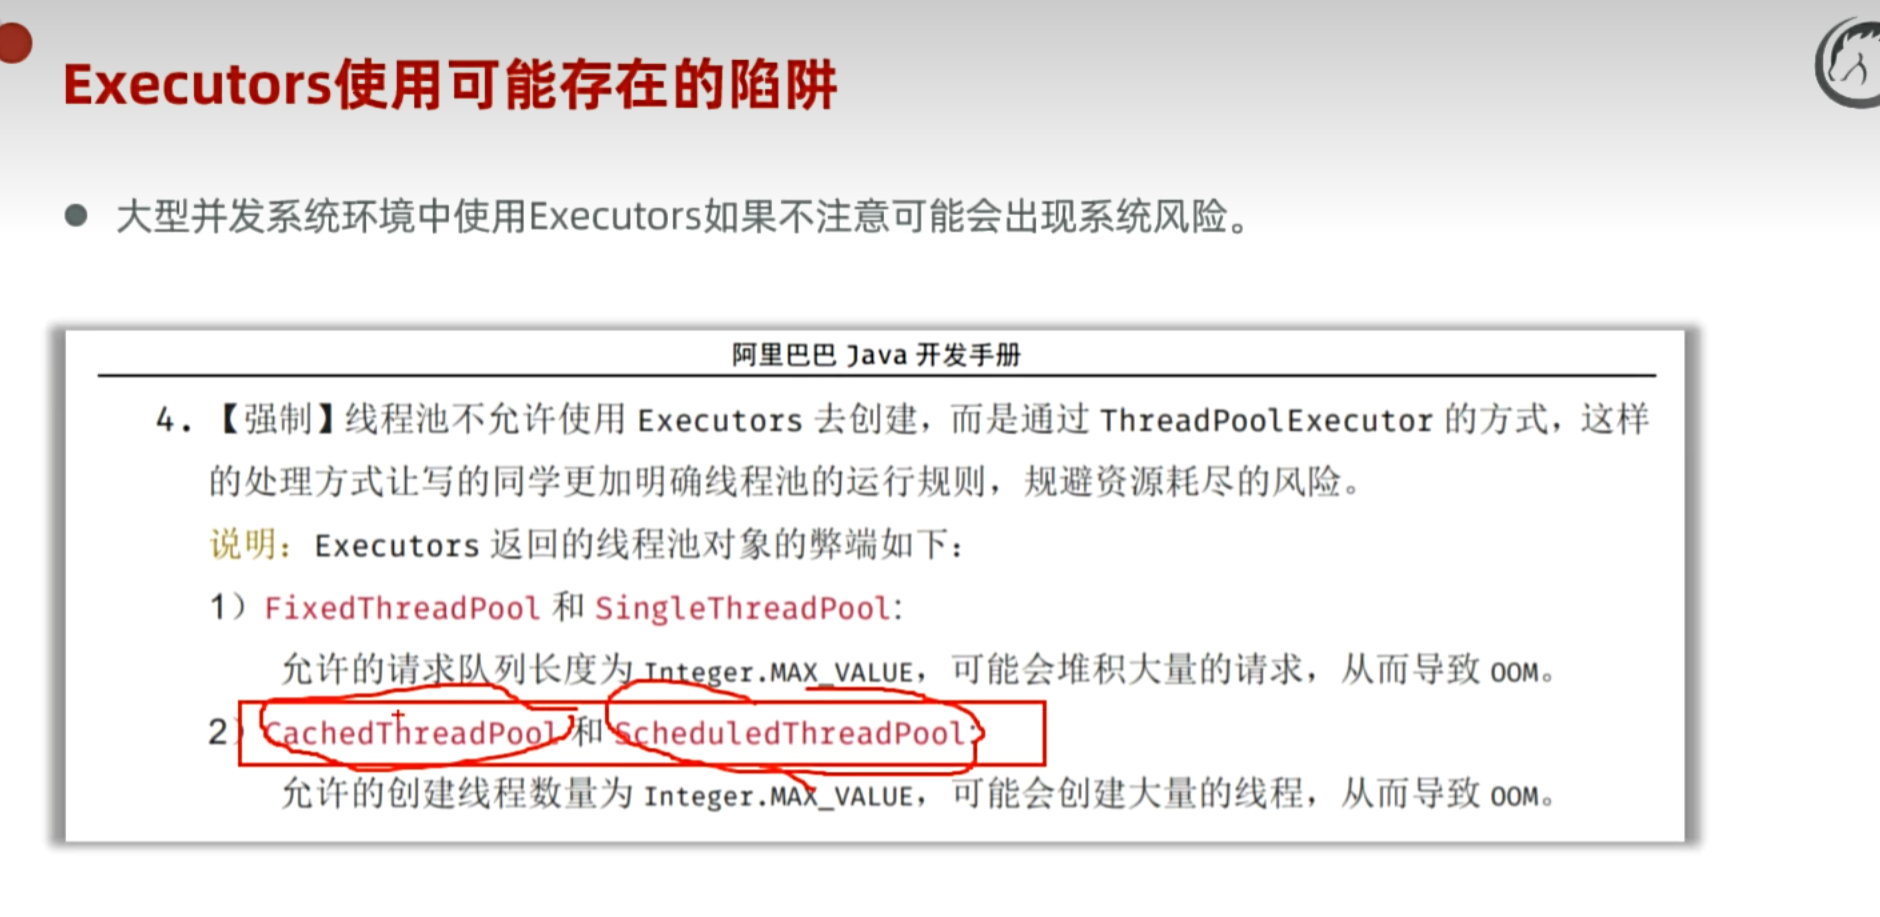 Executors使用可能存在的陷阱
● 大型并发系统环境中使用Executors如果不注意可能会出现系统风险。
阿里巴巴 Java 开发手册
4. 【强制】线程池不允许使用 Executors 去创建，而是通过 ThreadPoolExecutor 的方式，这样
的处理方式让写的同学更加明确线程池的运行规则，规避资源耗尽的风险。
说明：Executors 返回的线程池对象的弊端如下：
1）FixedThreadPool 和 SingleThreadPool:
允许的请求队列长度为 Integer.MAX_VALUE，可能会堆积大量的请求，从而导致 OOM。
2）CachedThreadPool 和 ScheduledThreadPool:
允许的创建线程数量为 Integer.MAX_VALUE，可能会创建大量的线程，从而导致 OOM。